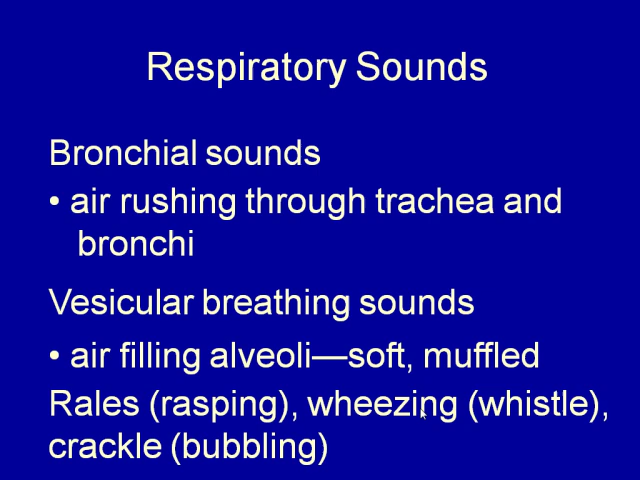 Respiratory Sounds
Bronchial sounds
• air rushing through trachea and
bronchi
Vesicular breathing sounds
• air filling alveoli—soft, muffled
Rales (rasping), wheezing (whistle),
crackle (bubbling)